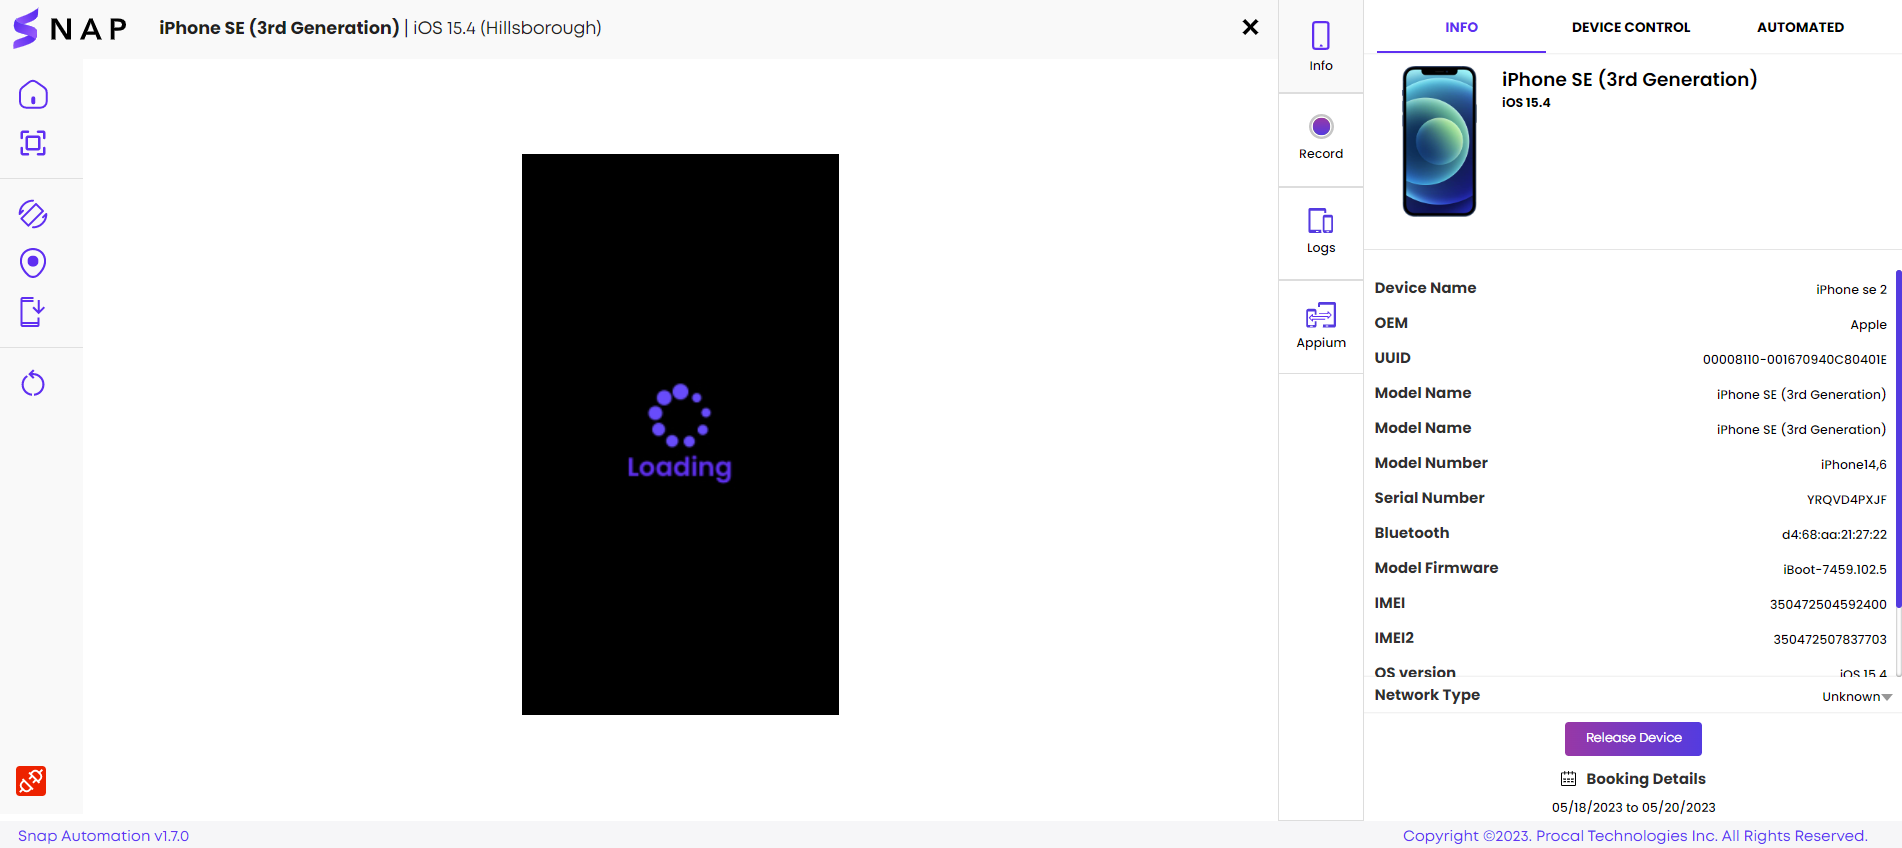 SNAP
iPhone SE (3rd Generation) | iOS 15.4 (Hillsborough)
Info
Record
Logs
Appium
INFO DEVICE CONTROL AUTOMATED
iPhone SE (3rd Generation)
iOS 15.4
Device Name iPhone se 2
OEM Apple
UUID 00008110-001670940C80401E
Model Name iPhone SE (3rd Generation)
Model Name iPhone SE (3rd Generation)
Model Number iPhone14,6
Serial Number YRQVD4PXJF
Bluetooth d4:68:aa:21:27:22
Model Firmware iBoot-7459.102.5
IMEI 350472504592400
IMEI2 350472507837703
OS version iOS 15.4
Network Type Unknown
Release Device
Booking Details
05/18/2023 to 05/20/2023
Loading
Snap Automation v1.7.0
Copyright ©2023. Procal Technologies Inc. All Rights Reserved.